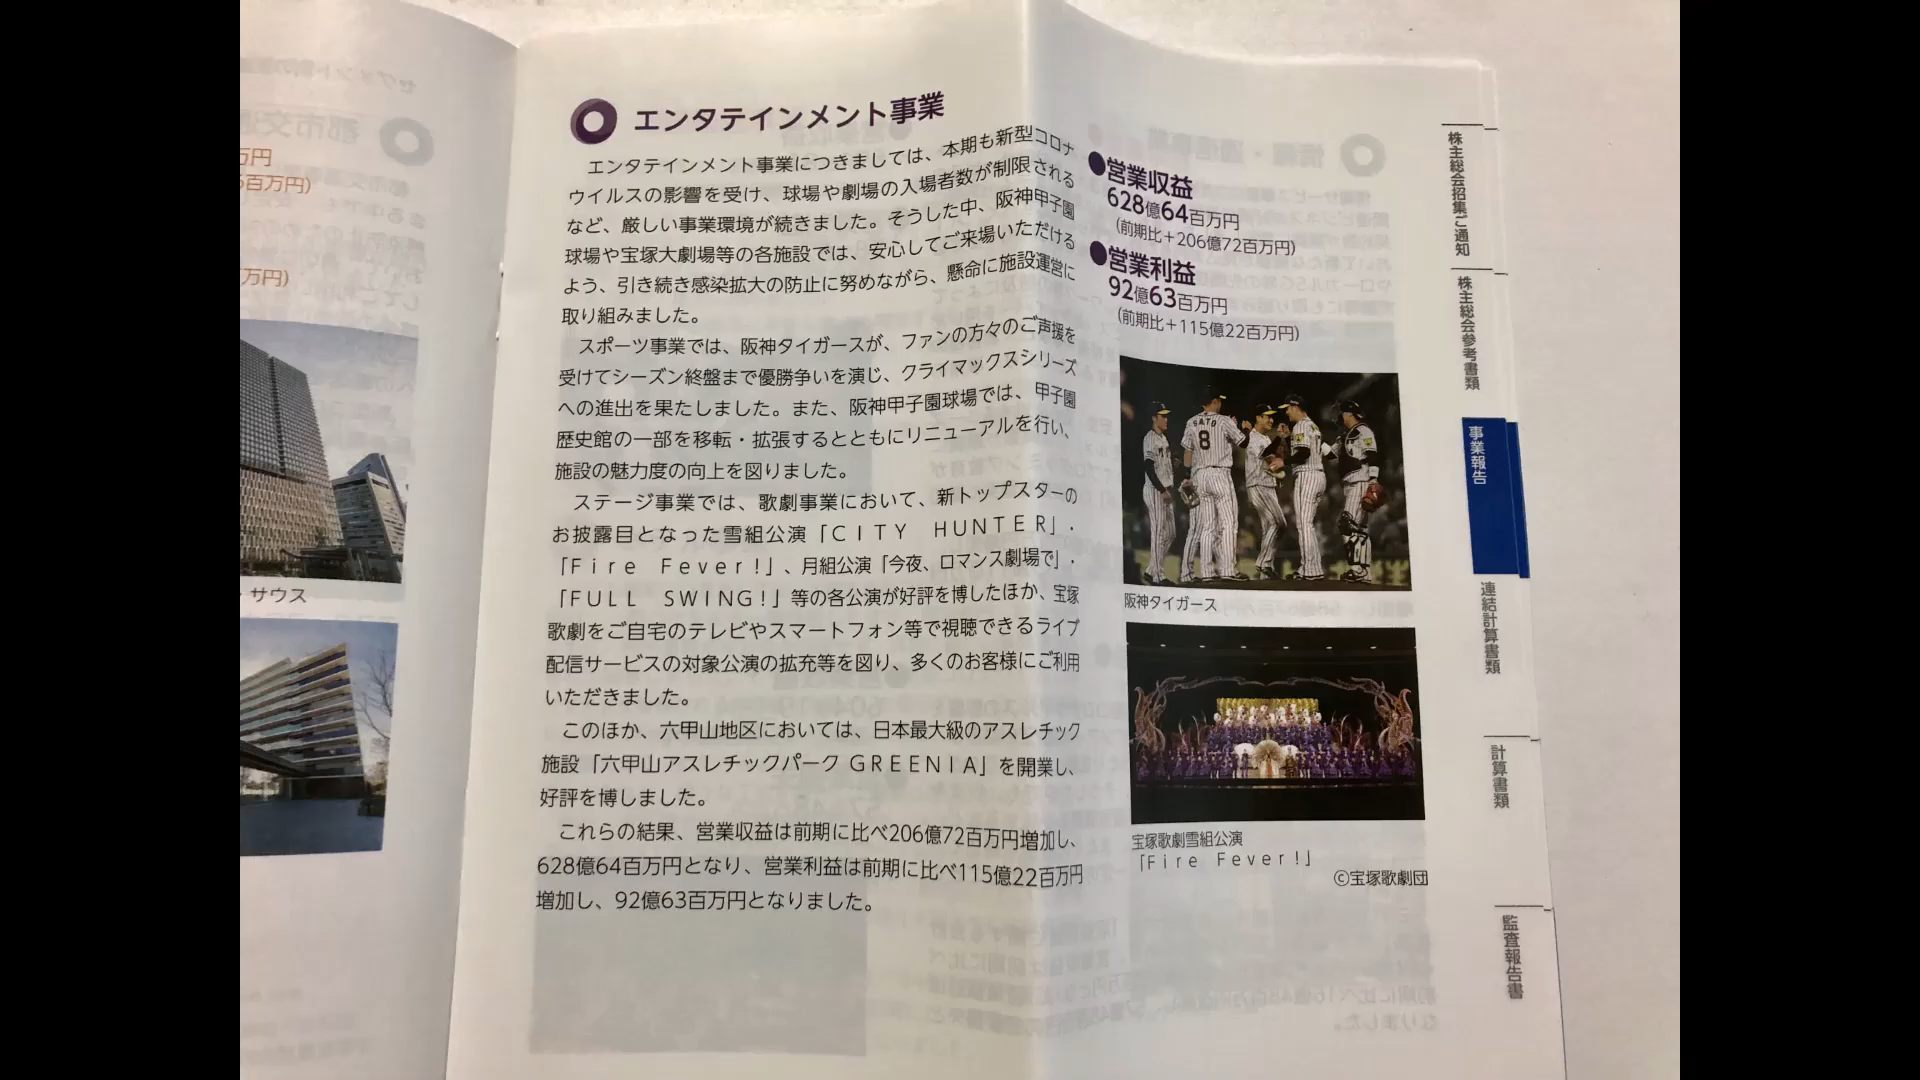 エンタテインメント事業
エンタテインメント事業につきましては、本期も新型コロナ
ウイルスの影響を受け、球場や劇場の入場者数が制限される
など、厳しい事業環境が続きました。そうした中、阪神甲子園
球場や宝塚大劇場等の各施設では、安心してご来場いただける
よう、引き続き感染拡大の防止に努めながら、懸命に施設運営に
取り組みました。
スポーツ事業では、阪神タイガースが、ファンの方々のご声援を
受けてシーズン終盤まで優勝争いを演じ、クライマックスシリーズ
への進出を果たしました。また、阪神甲子園球場では、甲子園
歴史館の一部を移転・拡張するとともにリニューアルを行い、
施設の魅力度の向上を図りました。
ステージ事業では、歌劇事業において、新トップスターの
お披露目となった雪組公演「ＣＩＴＹ　ＨＵＮＴＥＲ」・
「Ｆｉｒｅ　Ｆｅｖｅｒ！」、月組公演「今夜、ロマンス劇場で」・
「ＦＵＬＬ　ＳＷＩＮＧ！」等の各公演が好評を博したほか、宝塚
歌劇をご自宅のテレビやスマートフォン等で視聴できるライブ
配信サービスの対象公演の拡充等を図り、多くのお客様にご利用
いただきました。
このほか、六甲山地区においては、日本最大級のアスレチック
施設「六甲山アスレチックパークＧＲＥＥＮＩＡ」を開業し、
好評を博しました。
これらの結果、営業収益は前期に比べ206億72百万円増加し、
628億64百万円となり、営業利益は前期に比べ115億22百万円
増加し、92億63百万円となりました。
●営業収益
628億64百万円
（前期比＋206億72百万円）
●営業利益
92億63百万円
（前期比＋115億22百万円）
SATO
8
阪神タイガース
宝塚歌劇雪組公演
「Ｆｉｒｅ　Ｆｅｖｅｒ！」
©宝塚歌劇団
株主総会招集ご通知
株主総会参考書類
事業報告
連結計算書類
計算書類
監査報告書
万円
百万円）
万円）
サウス